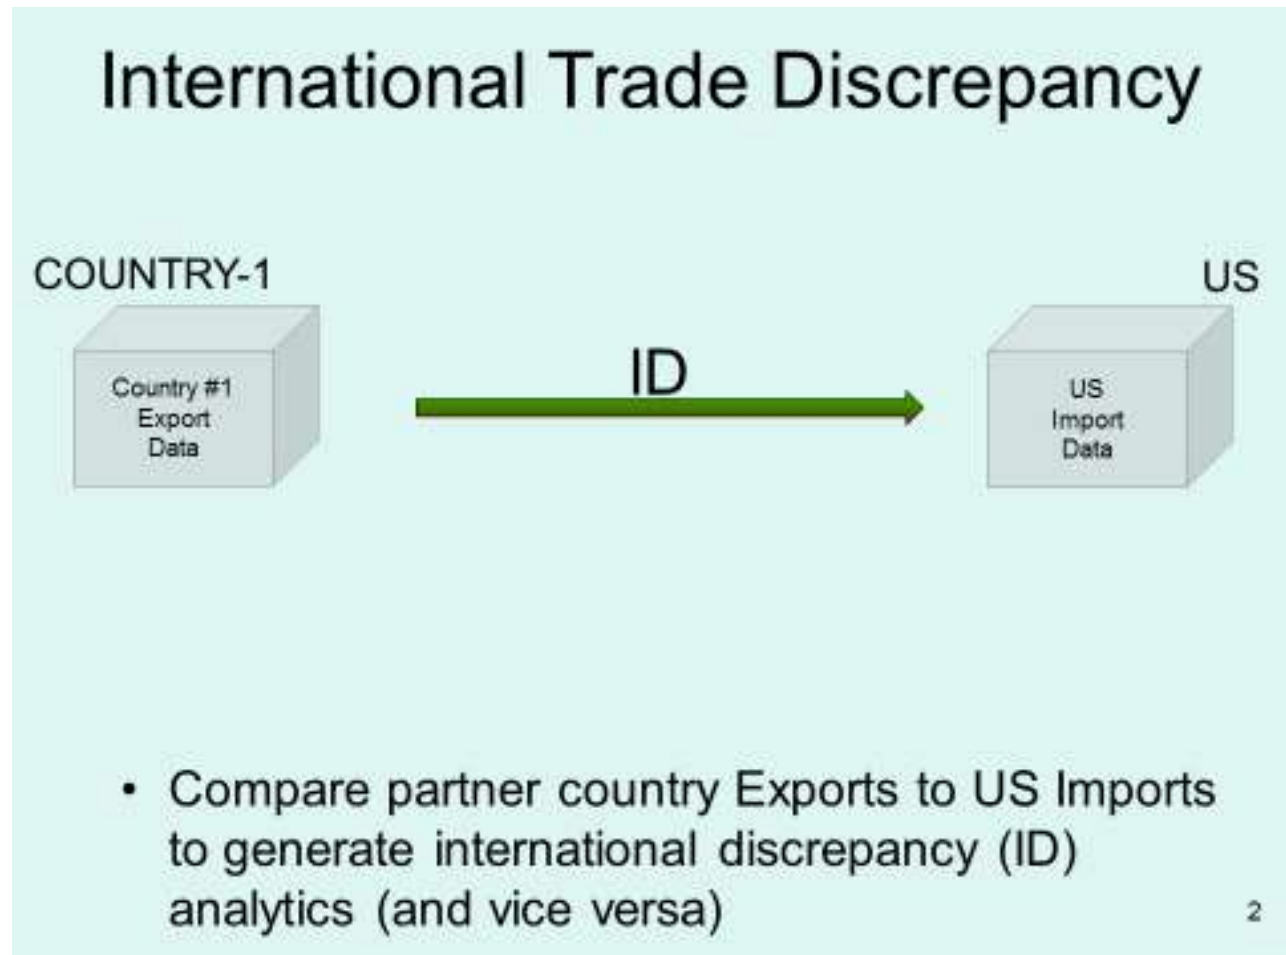 International Trade Discrepancy
COUNTRY-1
US
Country #1
Export
Data
ID
US
Import
Data
• Compare partner country Exports to US Imports
to generate international discrepancy (ID)
analytics (and vice versa)
2